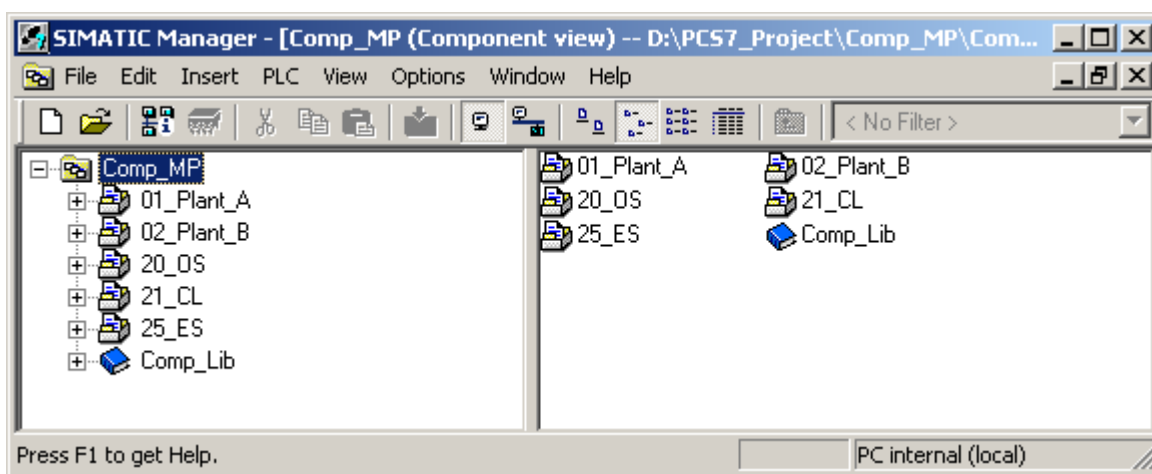 SIMATIC Manager - [Comp_MP (Component view) -- D:\PCS7_Project\Comp_MP\Com...
File Edit Insert PLC View Options Window Help
< No Filter >
Comp_MP
01_Plant_A
02_Plant_B
20_OS
21_CL
25_ES
Comp_Lib
01_Plant_A 02_Plant_B
20_OS 21_CL
25_ES Comp_Lib
Press F1 to get Help. PC internal (local)